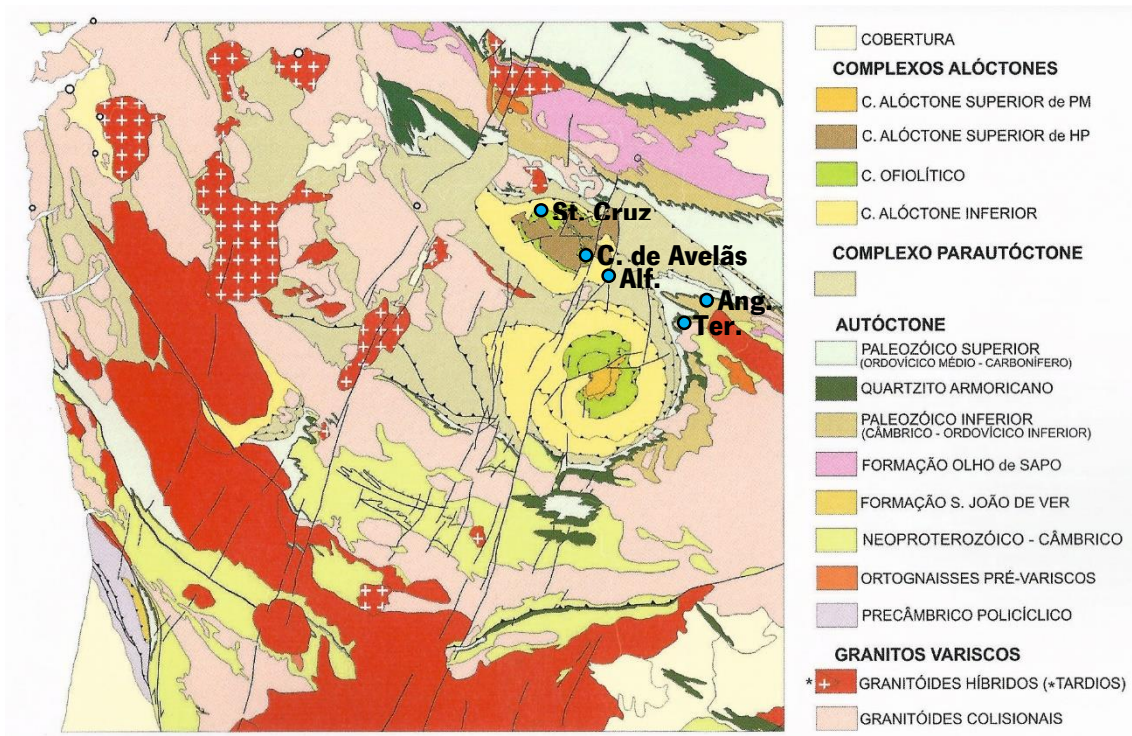 St. Cruz
C. de Avelãs
Alf.
Ang.
Ter.
COBERTURA
COMPLEXOS ALÓCTONES
C. ALÓCTONE SUPERIOR de PM
C. ALÓCTONE SUPERIOR de HP
C. OFIOLÍTICO
C. ALÓCTONE INFERIOR
COMPLEXO PARAUTÓCTONE
AUTÓCTONE
PALEOZÓICO SUPERIOR
(ORDOVÍCICO MÉDIO - CARBONÍFERO)
QUARTZITO ARMORICANO
PALEOZÓICO INFERIOR
(CÂMBRICO - ORDOVÍCICO INFERIOR)
FORMAÇÃO OLHO de SAPO
FORMAÇÃO S. JOÃO DE VER
NEOPROTEROZÓICO - CÂMBRICO
ORTOGNAISSES PRÉ-VARISCOS
PRECÂMBRICO POLICÍCLICO
GRANITOS VARISCOS
* GRANITÓIDES HÍBRIDOS (*TARDIOS)
GRANITÓIDES COLISIONAIS